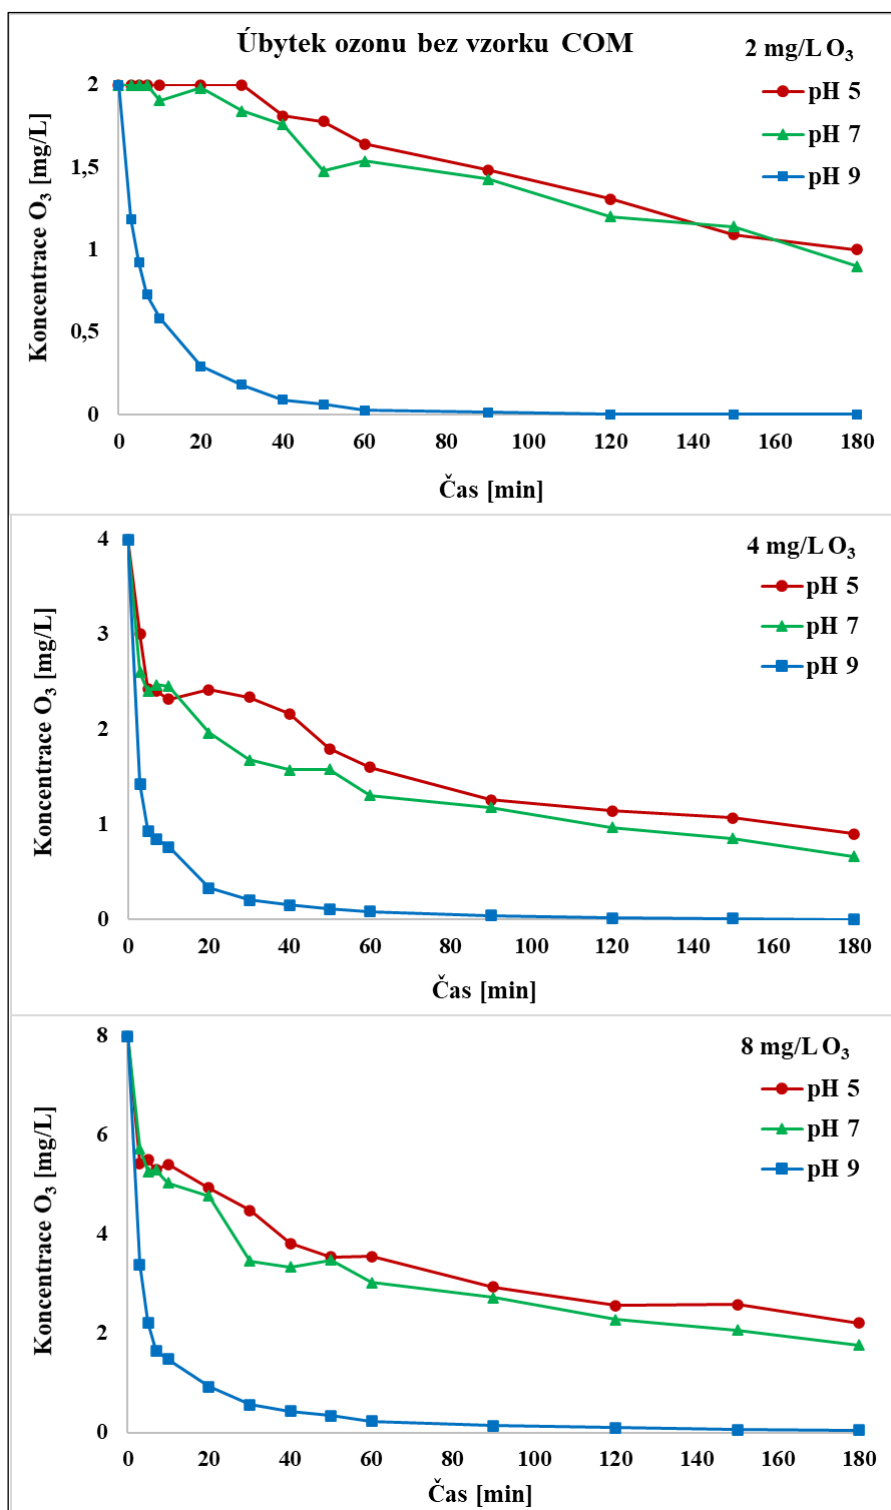 Úbytek ozonu bez vzorku COM
2 mg/L O₃
pH 5
pH 7
pH 9
Koncentrace O₃ [mg/L]
2
1,5
1
0,5
0
0 20 40 60 80 100 120 140 160 180
Čas [min]
4 mg/L O₃
pH 5
pH 7
pH 9
Koncentrace O₃ [mg/L]
4
3
2
1
0
0 20 40 60 80 100 120 140 160 180
Čas [min]
8 mg/L O₃
pH 5
pH 7
pH 9
Koncentrace O₃ [mg/L]
8
6
4
2
0
0 20 40 60 80 100 120 140 160 180
Čas [min]